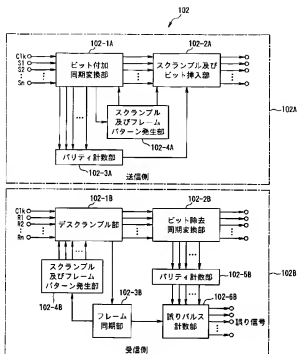 102
102-1A
102-2A
Clk
S1
S2
Sn
ビット付加
同期変換部
スクランブル及び
ビット挿入部
スクランブル
及びフレーム
パターン発生部
102-4A
パリティ計数部
102-3A
送信側
102A
102-1B
102-2B
Clk
R1
R2
Rn
デスクランブル部
ビット除去
同期変換部
スクランブル
及びフレーム
パターン発生部
102-4B
102-3B
フレーム
同期部
パリティ計数部
102-5B
102-6B
誤りパルス
計数部
誤り信号
受信側
102B